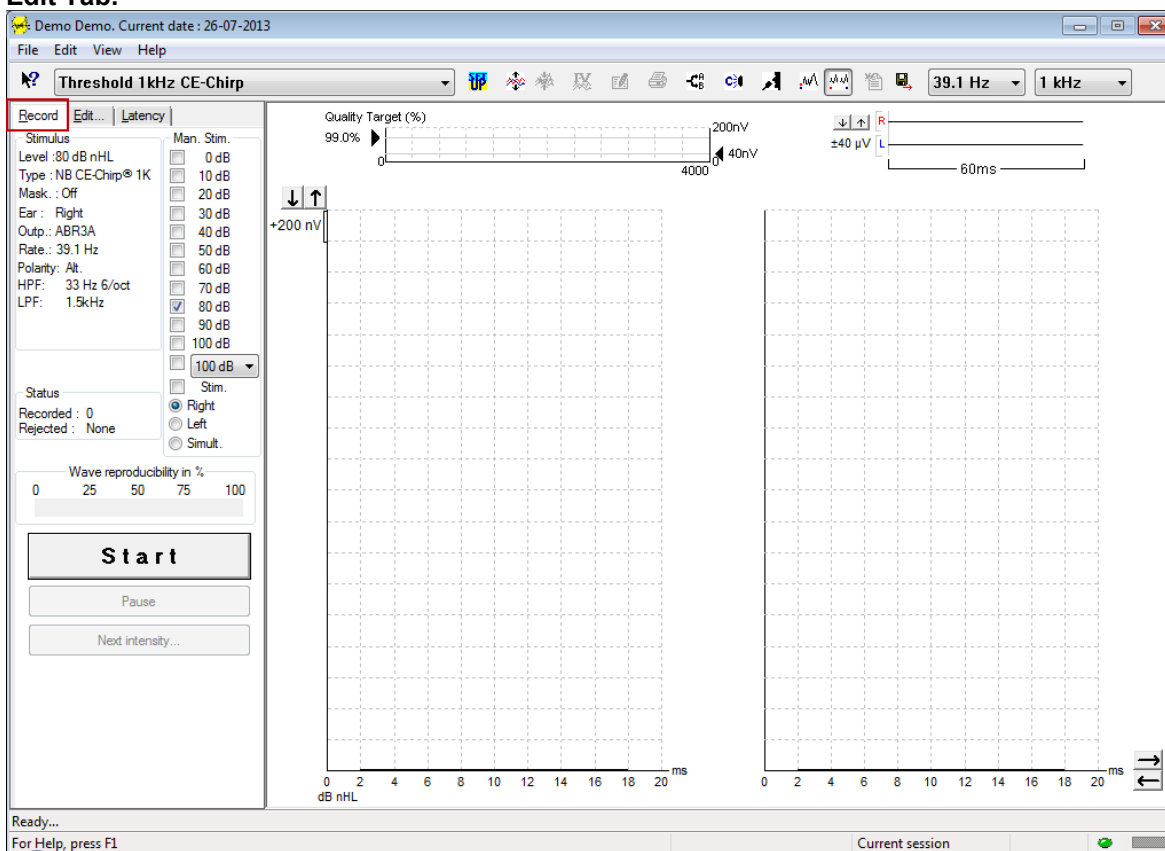 Edit Tab:
Demo Demo. Current date : 26-07-2013
File Edit View Help
Threshold 1kHz CE-Chirp
UP
39.1 Hz
1 kHz
Record Edit... Latency
Stimulus
Level :80 dB nHL
Type : NB CE-Chirp® 1K
Mask. : Off
Ear : Right
Outp.: ABR3A
Rate.: 39.1 Hz
Polarity: Alt.
HPF: 33 Hz 6/oct
LPF: 1.5kHz
Man. Stim.
0 dB
10 dB
20 dB
30 dB
40 dB
50 dB
60 dB
70 dB
80 dB
90 dB
100 dB
100 dB
Stim.
Right
Left
Simult.
Status
Recorded : 0
Rejected : None
Wave reproducibility in %
0 25 50 75 100
Start
Pause
Next intensity...
Quality Target (%)
99.0%
0
200nV
40nV
0
4000
R
±40 µV L
60ms
+200 nV
0 2 4 6 8 10 12 14 16 18 20 ms
dB nHL
0 2 4 6 8 10 12 14 16 18 20 ms
Ready...
For Help, press F1
Current session